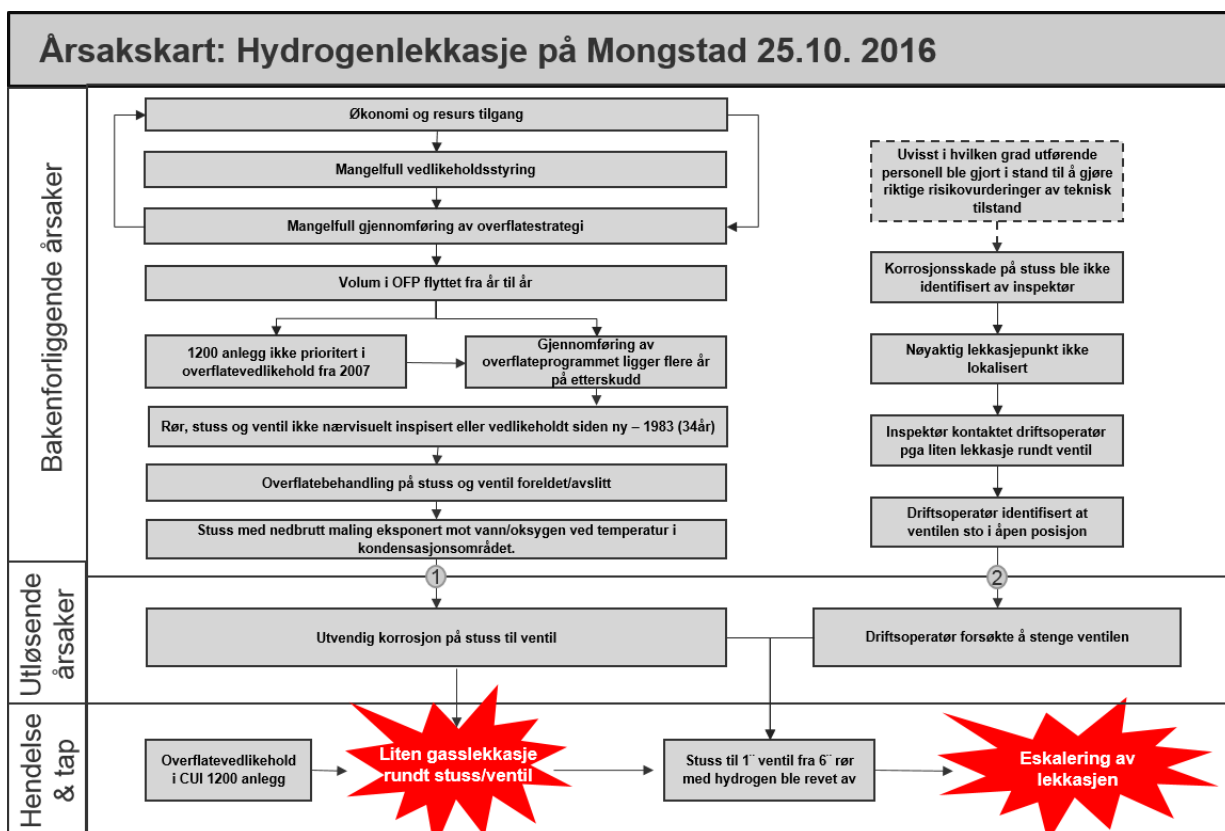 Årsakskart: Hydrogenlekkasje på Mongstad 25.10. 2016
Bakenforliggende årsaker
Økonomi og resurs tilgang
Mangelfull vedlikeholdsstyring
Mangelfull gjennomføring av overflatestrategi
Volum i OFP flyttet fra år til år
1200 anlegg ikke prioritert i
overflatevedlikehold fra 2007
Gjennomføring av
overflateprogrammet ligger flere år
på etterskudd
Rør, stuss og ventil ikke nærvisuelt inspisert eller vedlikeholdt siden ny – 1983 (34år)
Overflatebehandling på stuss og ventil foreldet/avslitt
Stuss med nedbrutt maling eksponert mot vann/oksygen ved temperatur i
kondensasjonsområdet.
1
Uvisst i hvilken grad utførende
personell ble gjort i stand til å gjøre
riktige risikovurderinger av teknisk
tilstand
Korrosjonsskade på stuss ble ikke
identifisert av inspektør
Nøyaktig lekkasjepunkt ikke
lokalisert
Inspektør kontaktet driftsoperatør
pga liten lekkasje rundt ventil
Driftsoperatør identifisert at
ventilen sto i åpen posisjon
2
Utløsende
årsaker
Utvendig korrosjon på stuss til ventil
Driftsoperatør forsøkte å stenge ventilen
Hendelse
& tap
Overflatevedlikehold
i CUI 1200 anlegg
Liten gasslekkasje
rundt stuss/ventil
Stuss til 1¨ ventil fra 6¨ rør
med hydrogen ble revet av
Eskalering av
lekkasjen